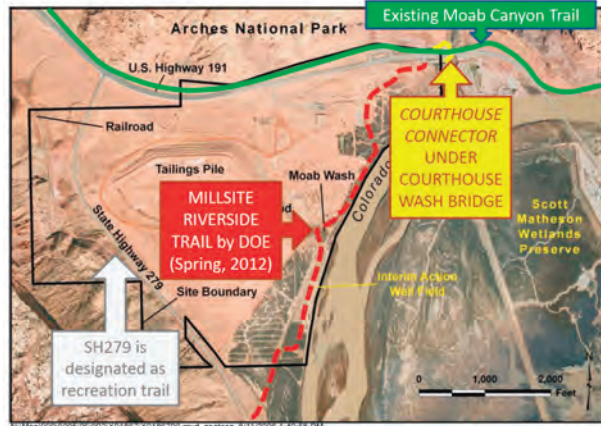 Existing Moab Canyon Trail
Arches National Park
U.S. Highway 191
Railroad
COURTHOUSE
CONNECTOR
UNDER
COURTHOUSE
WASH BRIDGE
Tailings Pile
Moab Wash
MILLSITE
RIVERSIDE
TRAIL by DOE
(Spring, 2012)
Colorado
Scott
Matheson
Wetlands
Preserve
State Highway 279
Interim Action
Well Field
Site Boundary
SH279 is
designated as
recreation trail
0 1,000 2,000
Feet